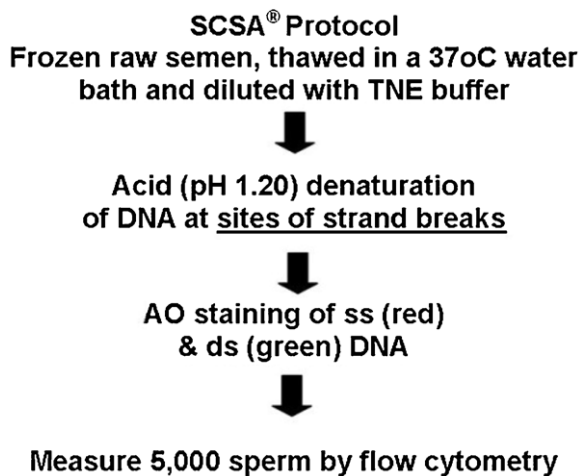 SCSA® Protocol
Frozen raw semen, thawed in a 37oC water
bath and diluted with TNE buffer
Acid (pH 1.20) denaturation
of DNA at sites of strand breaks
AO staining of ss (red)
& ds (green) DNA
Measure 5,000 sperm by flow cytometry